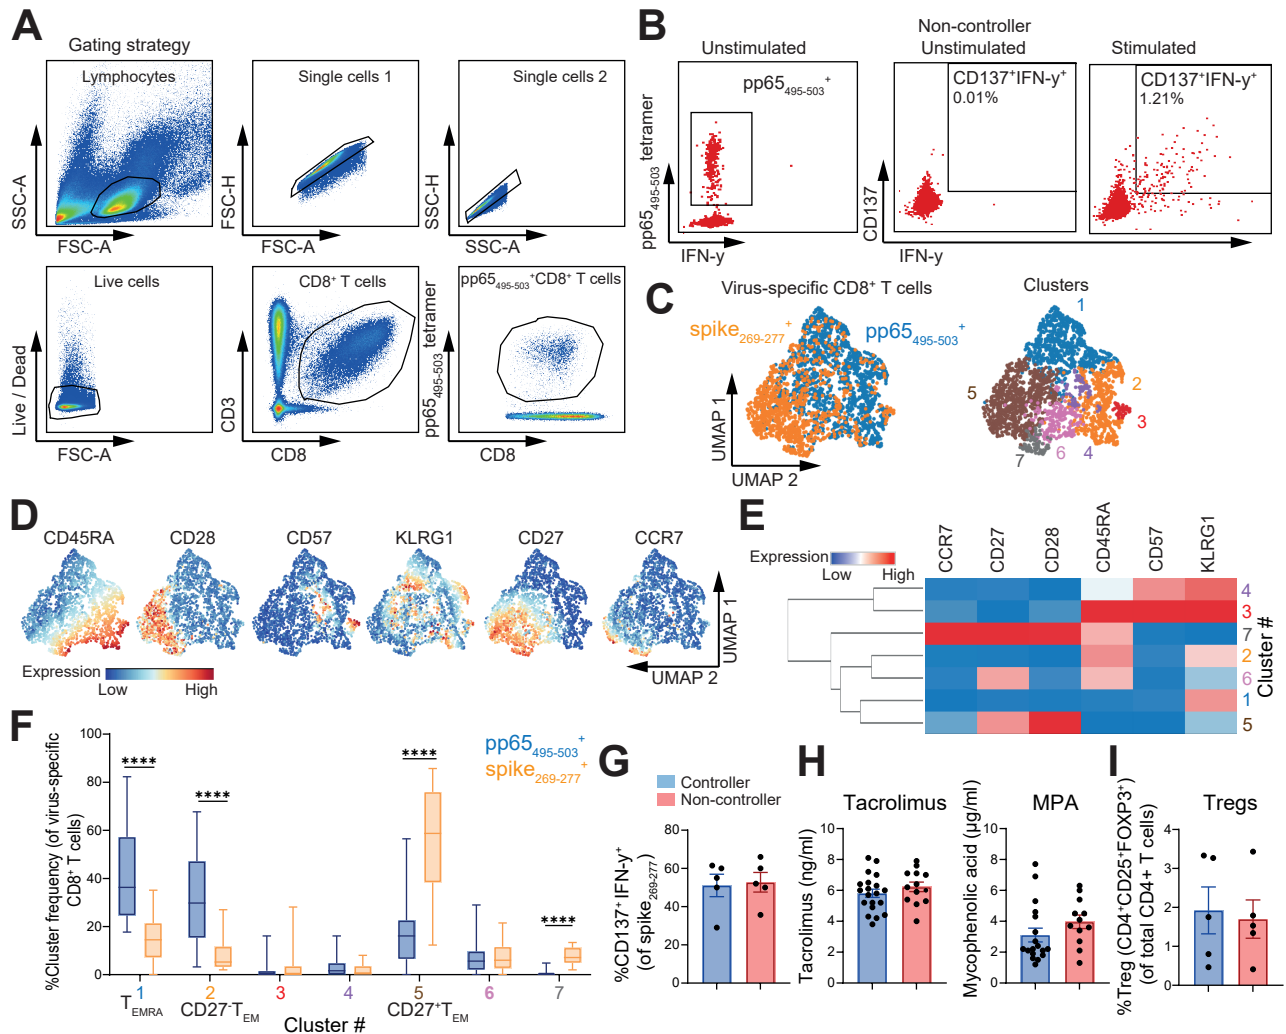 A
Gating strategy
Lymphocytes
SSC-A
FSC-A
Single cells 1
FSC-H
FSC-A
Single cells 2
SSC-H
SSC-A
Live cells
Live / Dead
FSC-A
CD8+ T cells
CD3
CD8
pp65495-503+CD8+ T cells
pp65495-503 tetramer
CD8
B
Unstimulated
pp65495-503+
pp65495-503 tetramer
IFN-y
Non-controller
Unstimulated
Stimulated
CD137+IFN-y+
0.01%
CD137+IFN-y+
1.21%
CD137
IFN-y
C
Virus-specific CD8+ T cells
spike269-277+
pp65495-503+
UMAP 1
UMAP 2
Clusters
1
2
3
4
5
6
7
D
CD45RA
CD28
CD57
KLRG1
CD27
CCR7
Expression
Low
High
UMAP 1
UMAP 2
E
Expression
Low
High
CCR7
CD27
CD28
CD45RA
CD57
KLRG1
4
3
7
2
6
1
5
Cluster #
F
%Cluster frequency (of virus-specific
CD8+ T cells)
100
80
60
40
20
0
****
****
****
****
pp65495-503+
spike269-277+
1
2
3
4
5
6
7
TEMRA
CD27-TEM
CD27+TEM
Cluster #
G
Controller
Non-controller
%CD137+IFN-y+
(of spike269-277)
80
60
40
20
0
H
Tacrolimus
Tacrolimus (ng/ml)
10
8
6
4
2
0
MPA
Mycophenolic acid (µg/ml)
10
8
6
4
2
0
I
Tregs
%Treg (CD4+CD25+FOXP3+)
(of total CD4+ T cells)
4
3
2
1
0